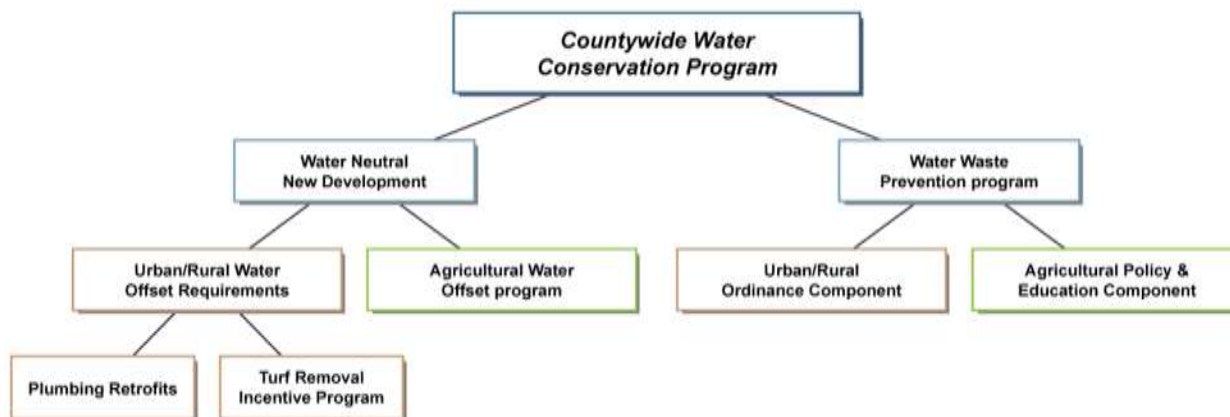 Countywide Water
Conservation Program
Water Neutral
New Development
Water Waste
Prevention program
Urban/Rural Water
Offset Requirements
Agricultural Water
Offset program
Urban/Rural
Ordinance Component
Agricultural Policy &
Education Component
Plumbing Retrofits
Turf Removal
Incentive Program